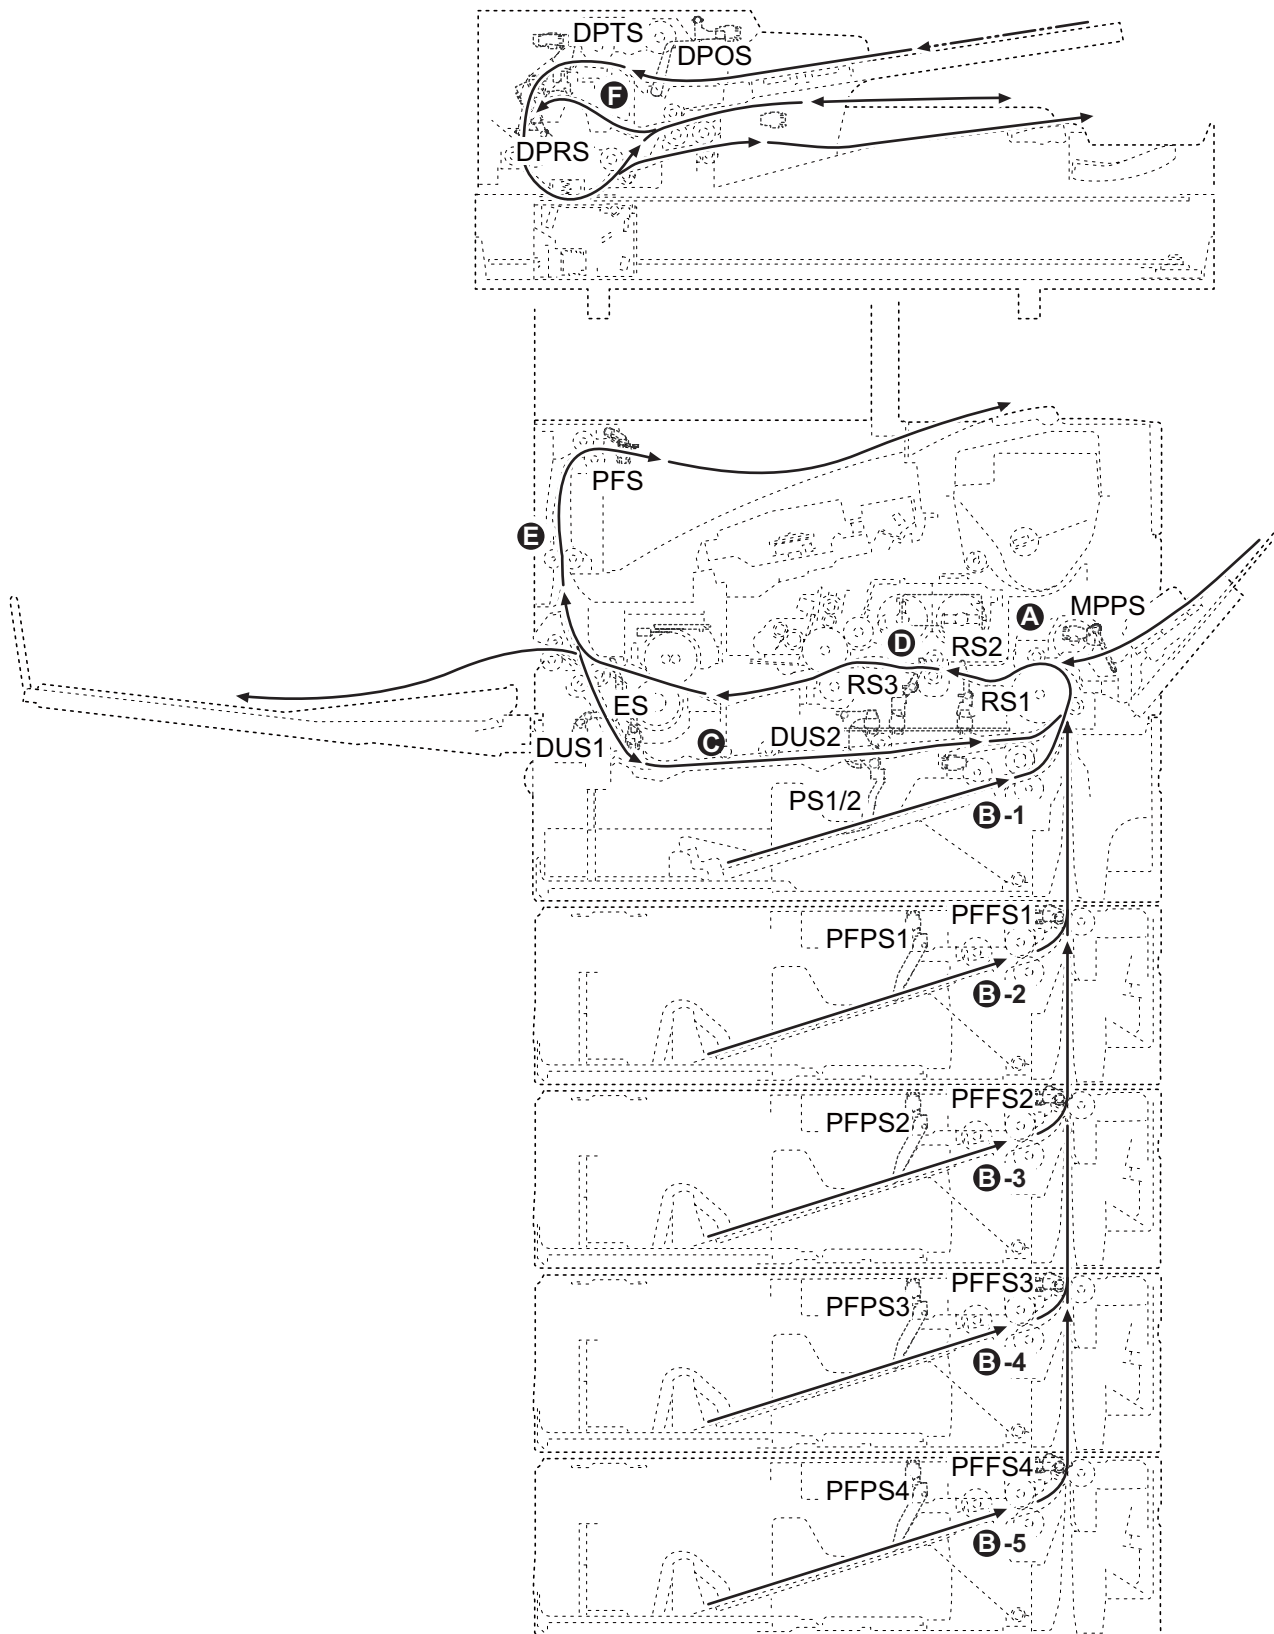 DPTS
DPOS
F
DPRS
PFS
E
A
MPPS
D
RS2
RS3
RS1
ES
DUS1
C
DUS2
PS1/2
B-1
PFFS1
PFPS1
B-2
PFFS2
PFPS2
B-3
PFFS3
PFPS3
B-4
PFFS4
PFPS4
B-5